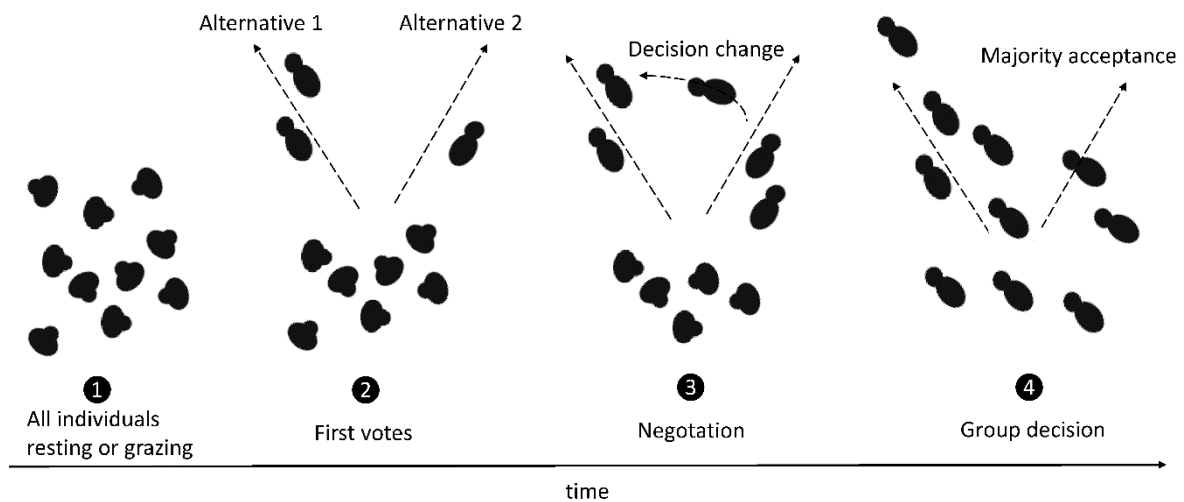 Alternative 1
Alternative 2
Decision change
Majority acceptance
1
All individuals
resting or grazing
2
First votes
3
Negotation
4
Group decision
time